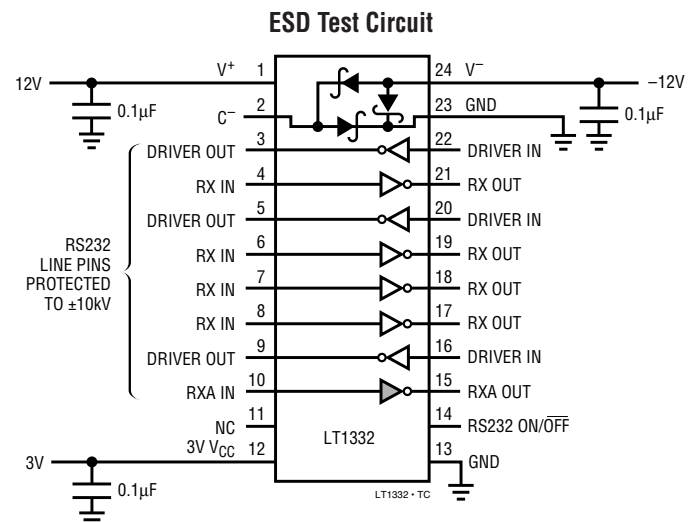 ESD Test Circuit
12V
V+ 1
24 V–
–12V
0.1µF
C– 2
23 GND
0.1µF
DRIVER OUT 3
22 DRIVER IN
RX IN 4
21 RX OUT
DRIVER OUT 5
20 DRIVER IN
RX IN 6
19 RX OUT
RX IN 7
18 RX OUT
RX IN 8
17 RX OUT
DRIVER OUT 9
16 DRIVER IN
RXA IN 10
15 RXA OUT
RS232
LINE PINS
PROTECTED
TO ±10kV
NC 11
14 RS232 ON/OFF
3V
3V VCC 12
LT1332
13 GND
0.1µF
LT1332 • TC